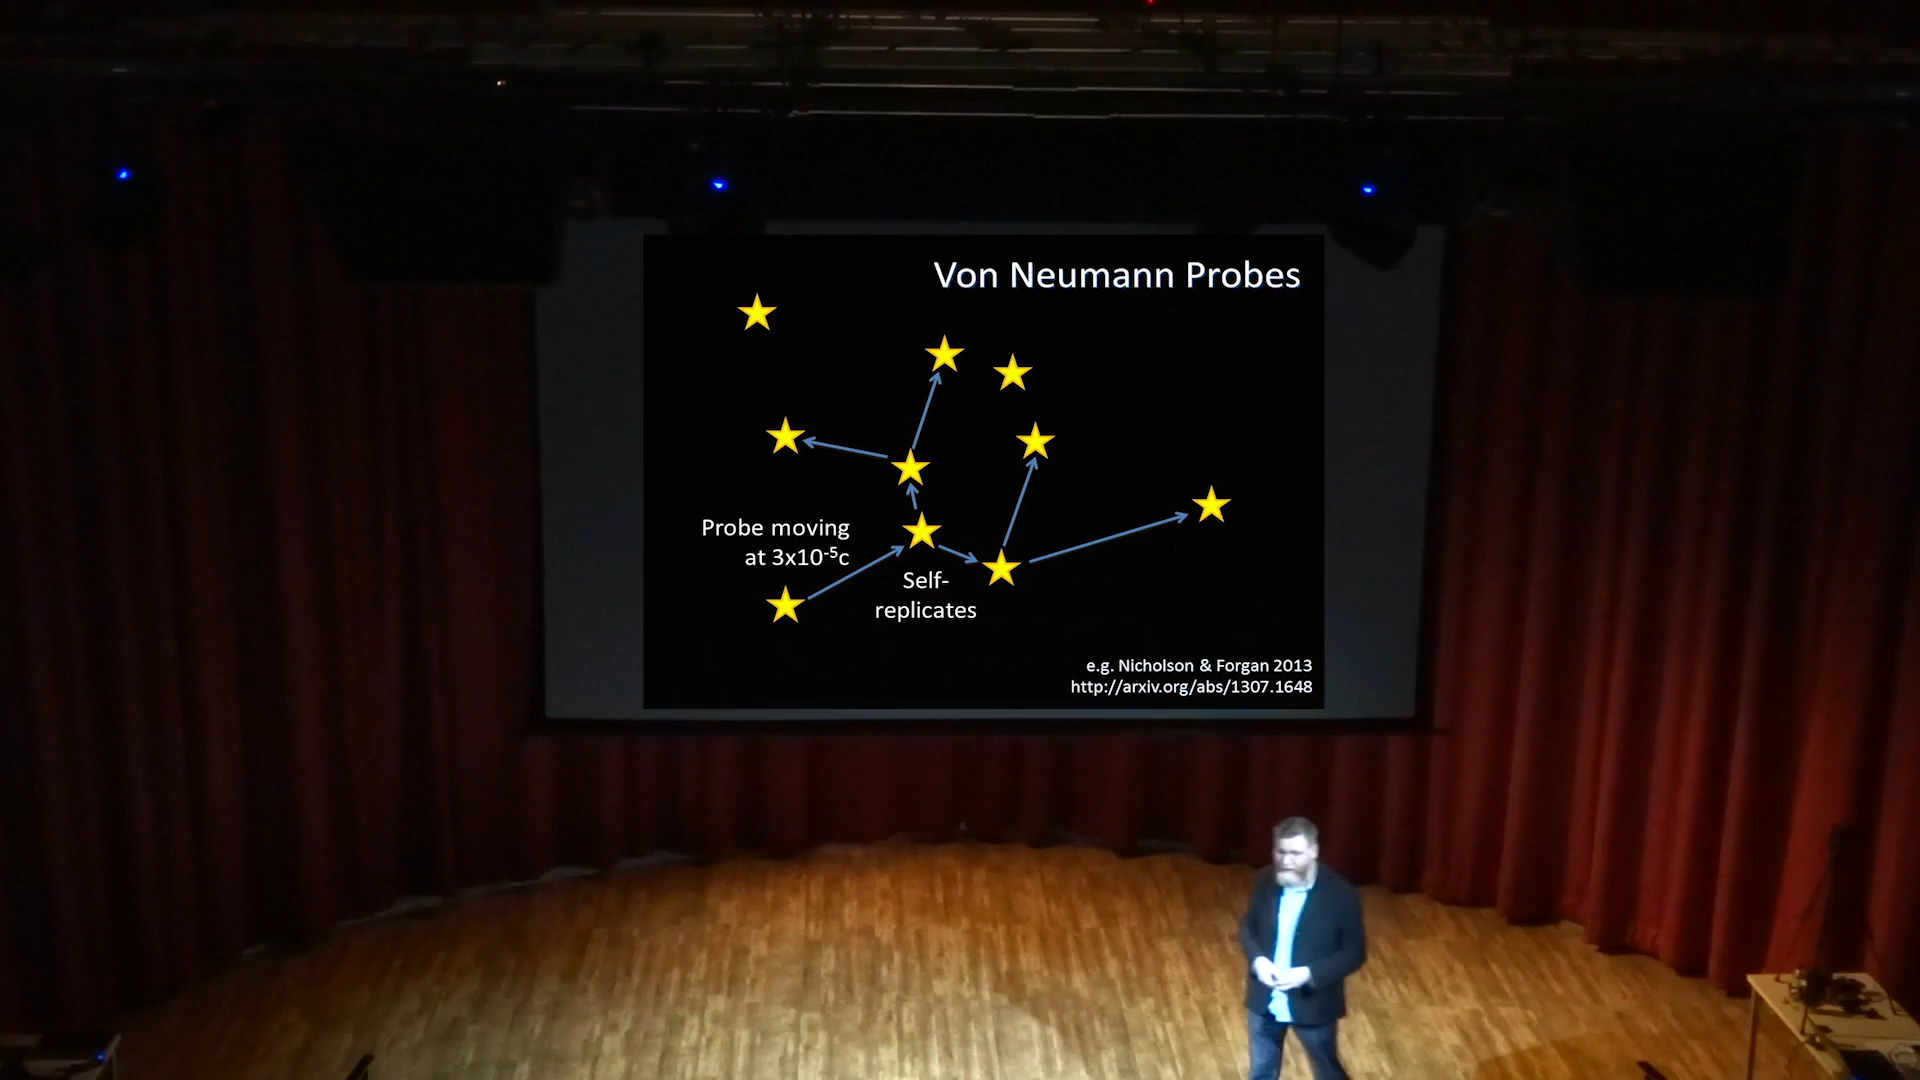 Von Neumann Probes
Probe moving
at 3x10⁻⁵c
Self-
replicates
e.g. Nicholson & Forgan 2013
http://arxiv.org/abs/1307.1648